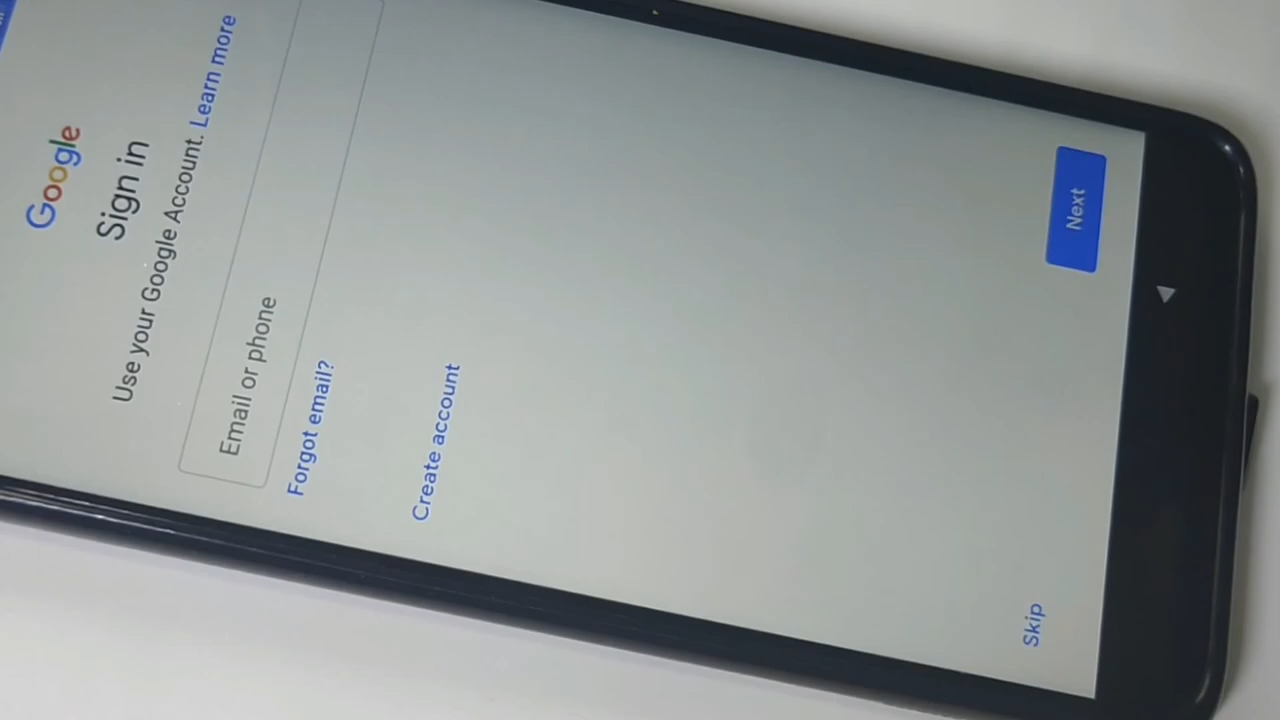 Google
Sign in
Use your Google Account. Learn more
Email or phone
Forgot email?
Create account
Skip
Next